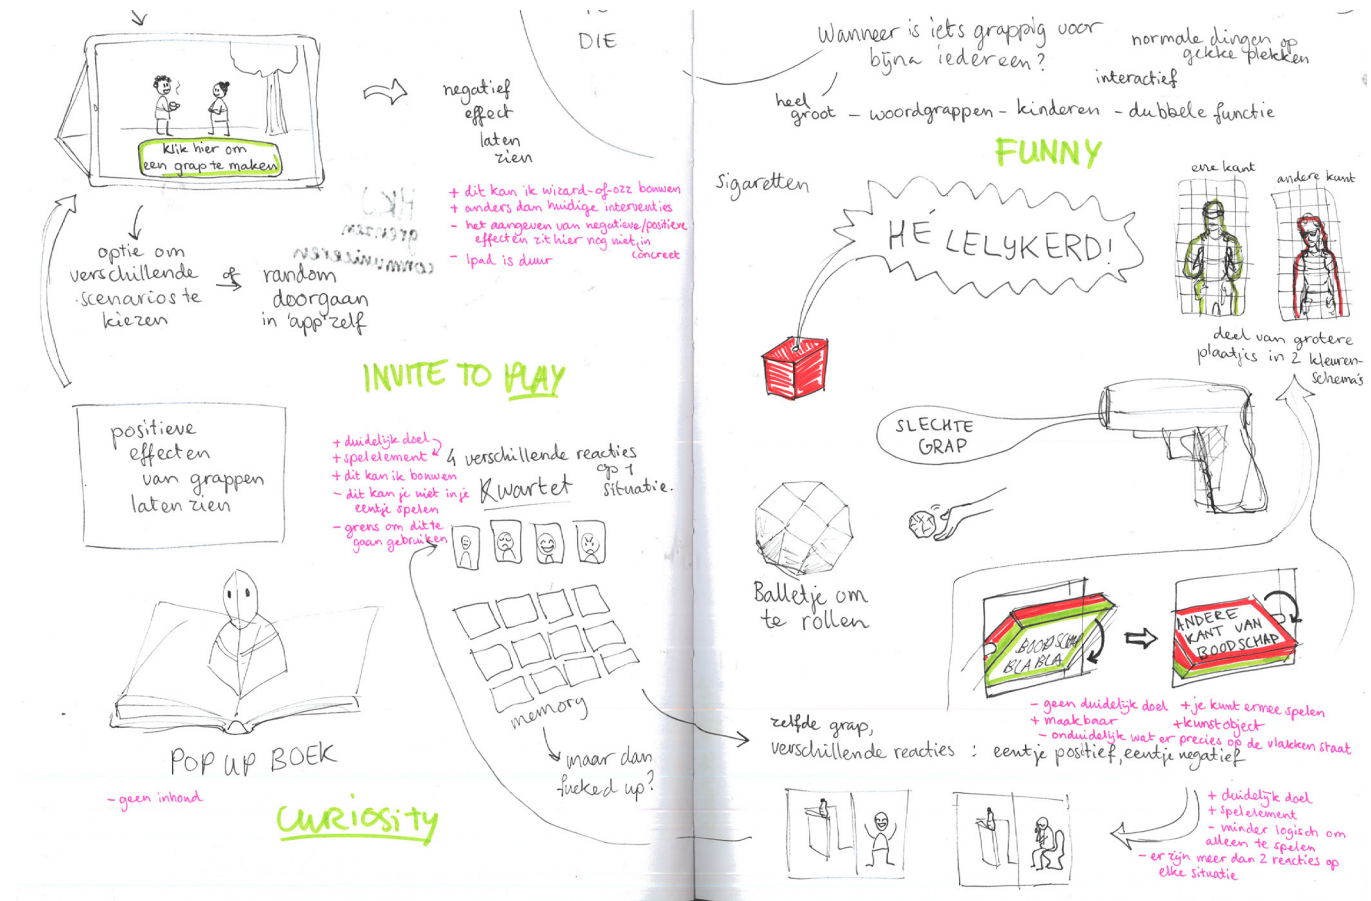 DIE
klik hier om
een grap te maken
negatief
effect
laten
zien
+ dit kan ik wizard-of-ozz bouwen
+ anders dan huidige interventies
- het aangeven van negatieve/positieve
effecten zit hier nog niet in
concreet
- Ipad is duur
HKJ
grenzen
communiceren
optie om
verschillende
scenarios te
kiezen
of
random
doorgaan
in 'app' zelf
INVITE TO PLAY
positieve
effecten
van grappen
laten zien
+ duidelijk doel
+ spelelement
+ dit kan ik bouwen
- dit kan je niet in je
eentje spelen
- grens om dit te
gaan gebruiken
4 verschillende reacties
op 1
situatie.
Kwartet
memory
maar dan
fucked up?
POP UP BOEK
- geen inhoud
CURIOSITY
Wanneer is iets grappig voor
bijna iedereen?
normale dingen op
gekke plekken
interactief
heel
groot - woordgrappen - kinderen - dubbele functie
FUNNY
sigaretten
HÉ LELYKERD!
ene kant
andere kant
deel van grotere
plaatjes in 2 kleuren-
schema's
SLECHTE
GRAP
Balletje om
te rollen
BOODSCHAP
BLA BLA
ANDERE
KANT VAN
BOODSCHAP
- geen duidelijk doel
+ je kunt ermee spelen
+ maakbaar
+ kunstobject
- onduidelijk wat er precies op de vlakken staat
zelfde grap,
verschillende reacties : eentje positief, eentje negatief
+ duidelijk doel
+ spelelement
- minder logisch om
alleen te spelen
- er zijn meer dan 2 reacties op
elke situatie